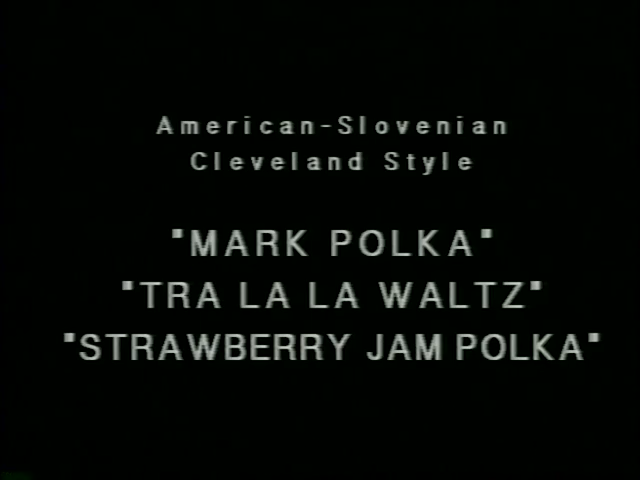 American-Slovenian
Cleveland Style
"MARK POLKA"
"TRA LA LA WALTZ"
"STRAWBERRY JAM POLKA"